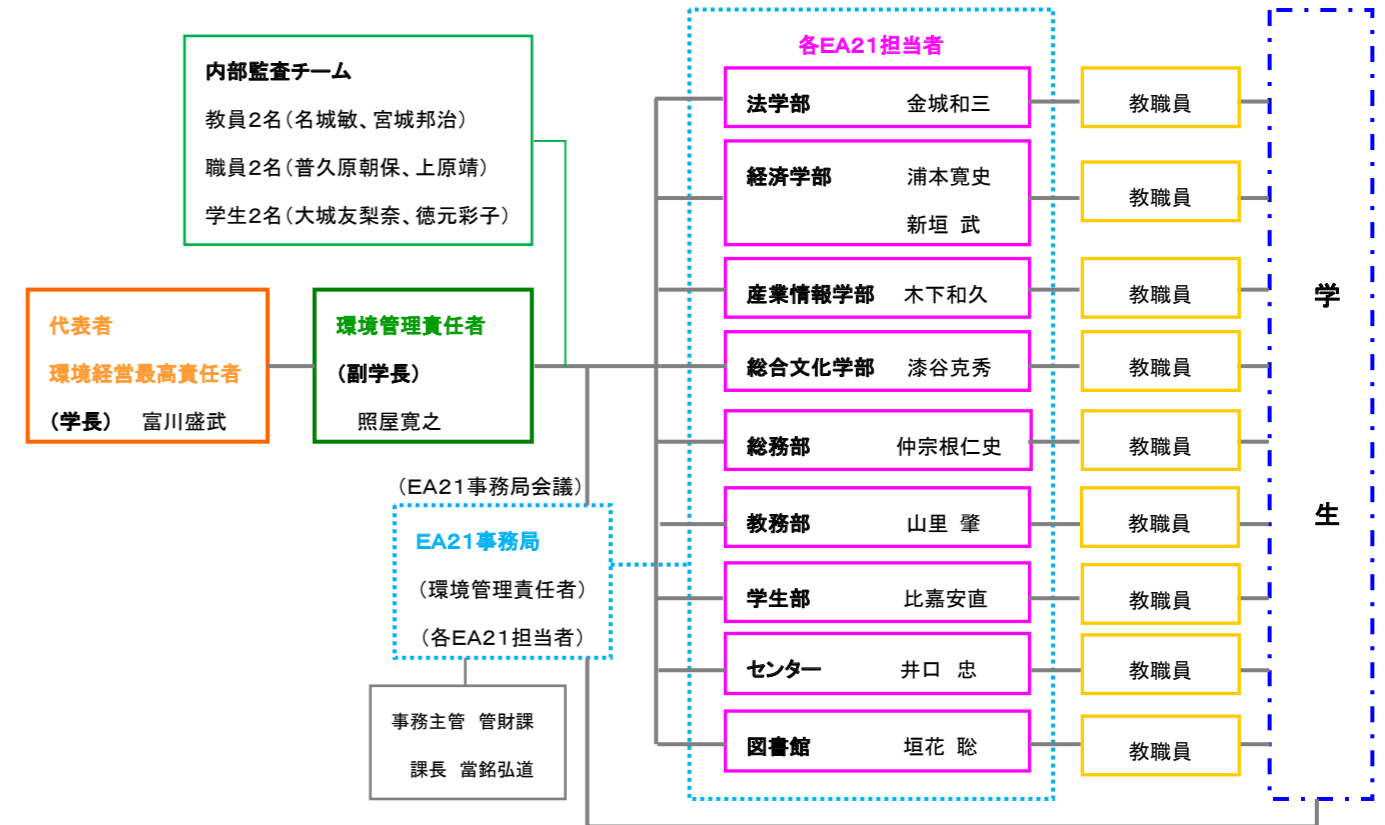 内部監査チーム
教員2名（名城敏、宮城邦治）
職員2名（普久原朝保、上原靖）
学生2名（大城友梨奈、徳元彩子）
代表者
環境経営最高責任者
（学長）　富川盛武
環境管理責任者
（副学長）
照屋寛之
（EA21事務局会議）
EA21事務局
（環境管理責任者）
（各EA21担当者）
事務主管　管財課
課長　當銘弘道
各EA21担当者
法学部　金城和三　教職員
経済学部　浦本寛史　教職員
新垣　武
産業情報学部　木下和久　教職員
総合文化学部　漆谷克秀　教職員
総務部　仲宗根仁史　教職員
教務部　山里　肇　教職員
学生部　比嘉安直　教職員
センター　井口　忠　教職員
図書館　垣花　聡　教職員
学
生